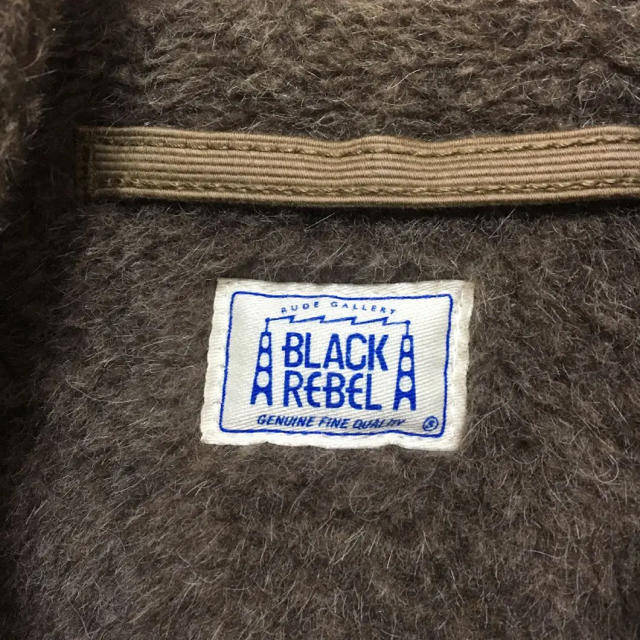 RUDE GALLERY
BLACK
REBEL
GENUINE FINE QUALITY
S